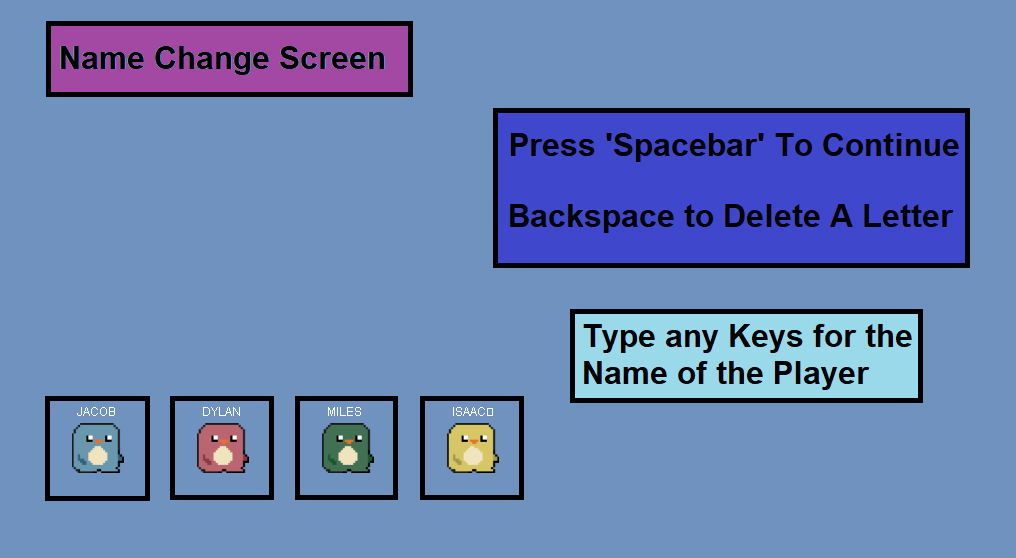 Name Change Screen
Press 'Spacebar' To Continue
Backspace to Delete A Letter
Type any Keys for the
Name of the Player
JACOB
DYLAN
MILES
ISAAC▯